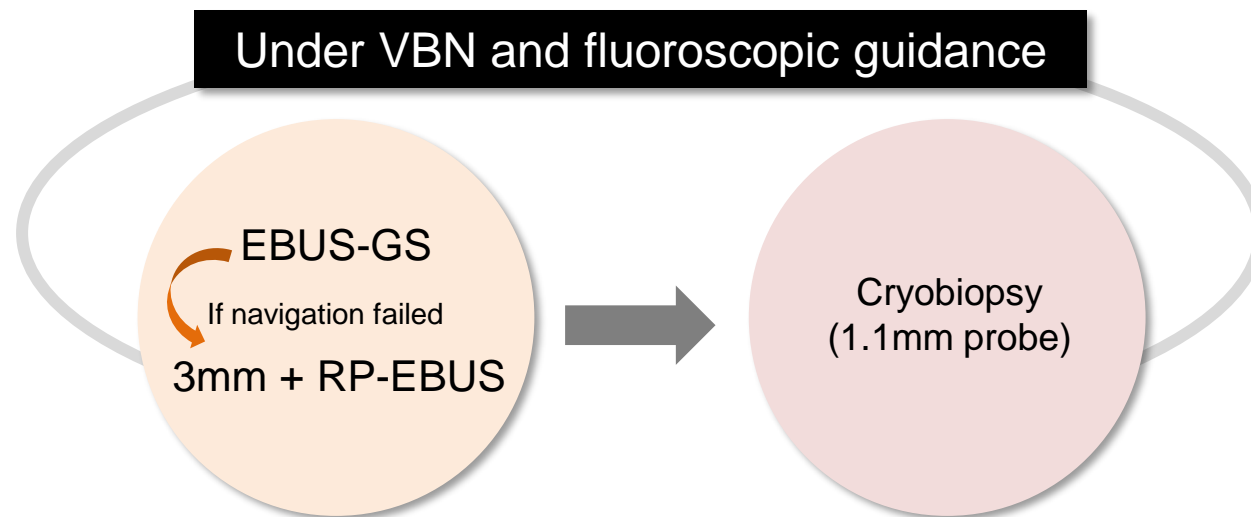 Under VBN and fluoroscopic guidance
EBUS-GS
If navigation failed
3mm + RP-EBUS
Cryobiopsy
(1.1mm probe)